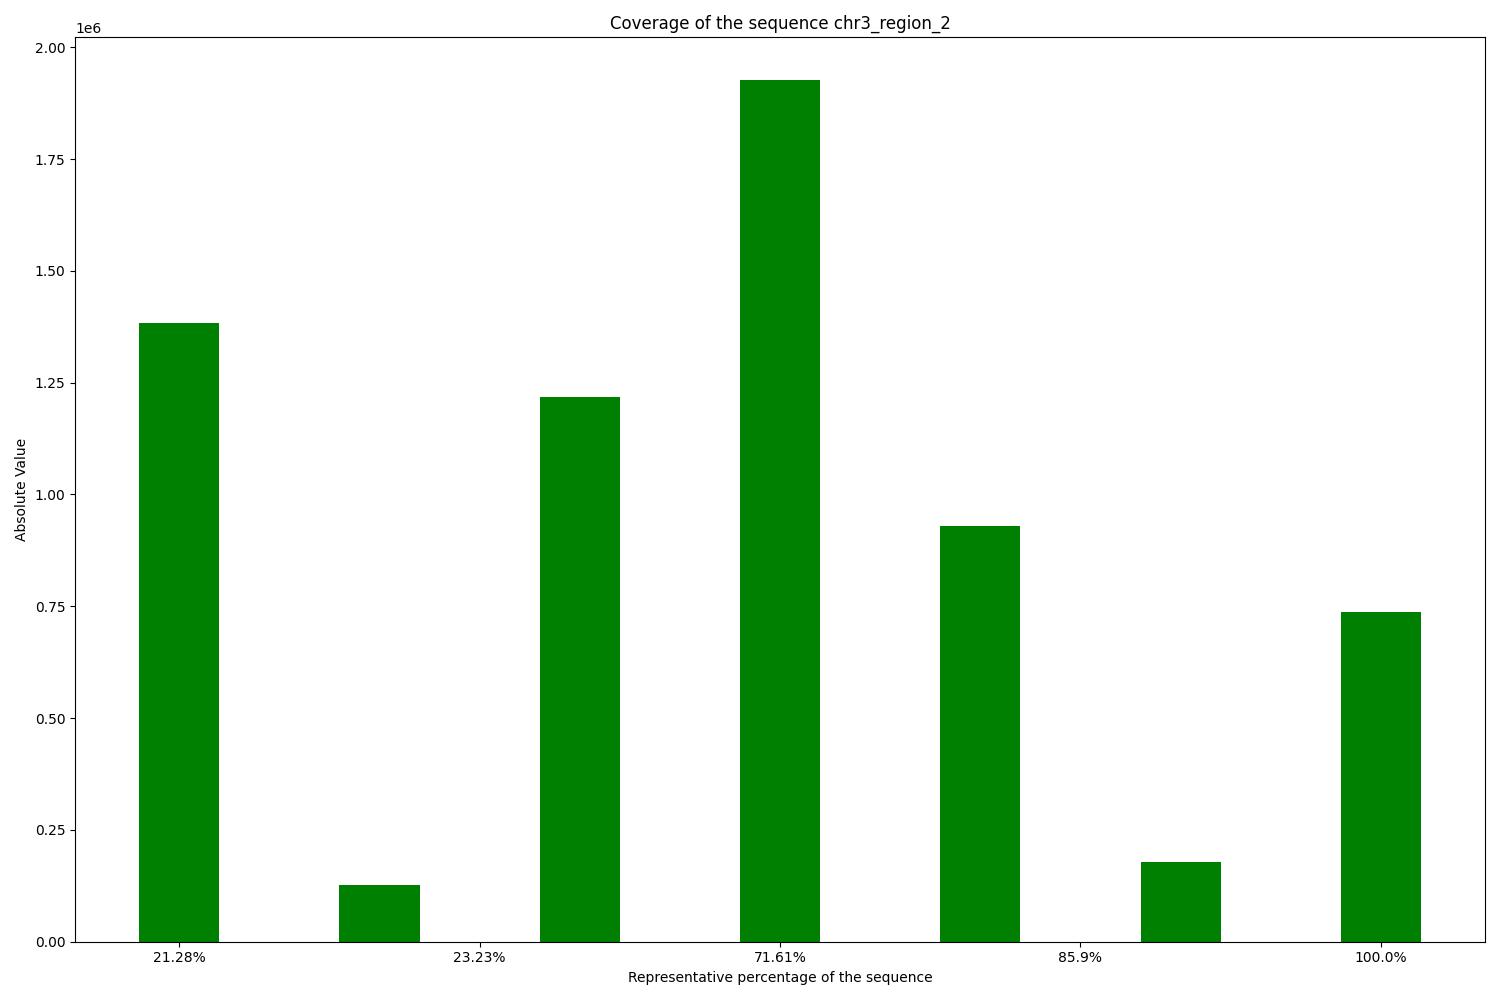 Coverage of the sequence chr3_region_2
1e6
2.00
1.75
1.50
1.25
1.00
0.75
0.50
0.25
0.00
Absolute Value
21.28% 23.23% 71.61% 85.9% 100.0%
Representative percentage of the sequence